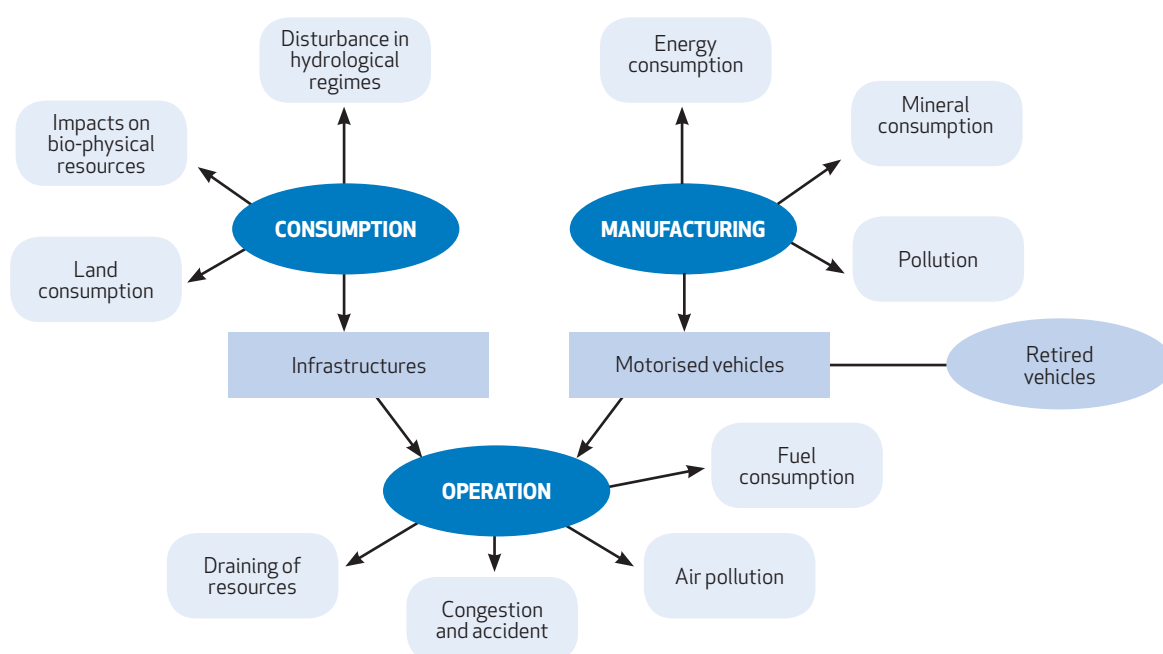 Disturbance in
hydrological
regimes
Energy
consumption
Impacts on
bio-physical
resources
Mineral
consumption
CONSUMPTION
MANUFACTURING
Land
consumption
Pollution
Infrastructures
Motorised vehicles
Retired
vehicles
Fuel
consumption
OPERATION
Draining of
resources
Congestion
and accident
Air pollution